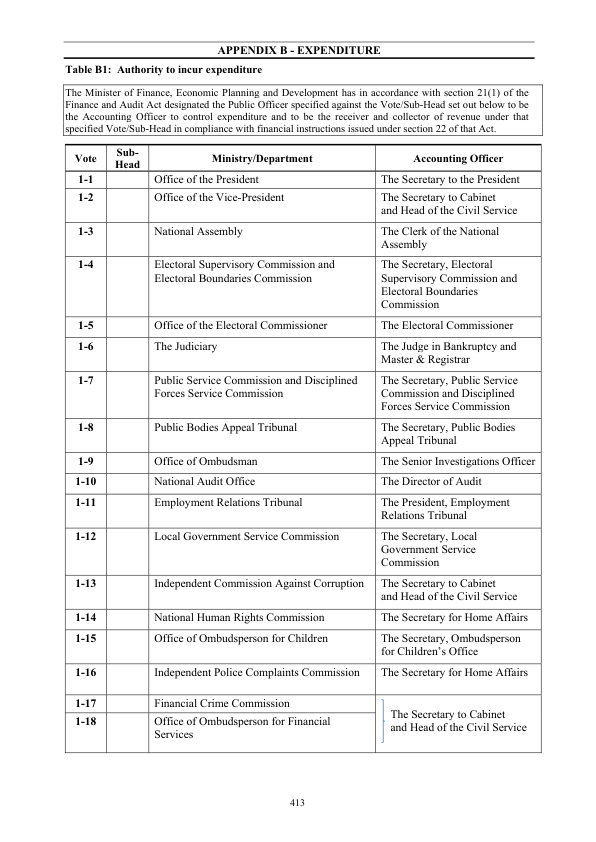 APPENDIX B - EXPENDITURE
Table B1: Authority to incur expenditure
The Minister of Finance, Economic Planning and Development has in accordance with section 21(1) of the
Finance and Audit Act designated the Public Officer specified against the Vote/Sub-Head set out below to be
the Accounting Officer to control expenditure and to be the receiver and collector of revenue under that
specified Vote/Sub-Head in compliance with financial instructions issued under section 22 of that Act.
Vote Sub-Head Ministry/Department Accounting Officer
1-1 Office of the President The Secretary to the President
1-2 Office of the Vice-President The Secretary to Cabinet
and Head of the Civil Service
1-3 National Assembly The Clerk of the National
Assembly
1-4 Electoral Supervisory Commission and The Secretary, Electoral
Electoral Boundaries Commission Supervisory Commission and
Electoral Boundaries
Commission
1-5 Office of the Electoral Commissioner The Electoral Commissioner
1-6 The Judiciary The Judge in Bankruptcy and
Master & Registrar
1-7 Public Service Commission and Disciplined The Secretary, Public Service
Forces Service Commission Commission and Disciplined
Forces Service Commission
1-8 Public Bodies Appeal Tribunal The Secretary, Public Bodies
Appeal Tribunal
1-9 Office of Ombudsman The Senior Investigations Officer
1-10 National Audit Office The Director of Audit
1-11 Employment Relations Tribunal The President, Employment
Relations Tribunal
1-12 Local Government Service Commission The Secretary, Local
Government Service
Commission
1-13 Independent Commission Against Corruption The Secretary to Cabinet
and Head of the Civil Service
1-14 National Human Rights Commission The Secretary for Home Affairs
1-15 Office of Ombudsperson for Children The Secretary, Ombudsperson
for Children's Office
1-16 Independent Police Complaints Commission The Secretary for Home Affairs
1-17 Financial Crime Commission
The Secretary to Cabinet
1-18 Office of Ombudsperson for Financial and Head of the Civil Service
Services
413